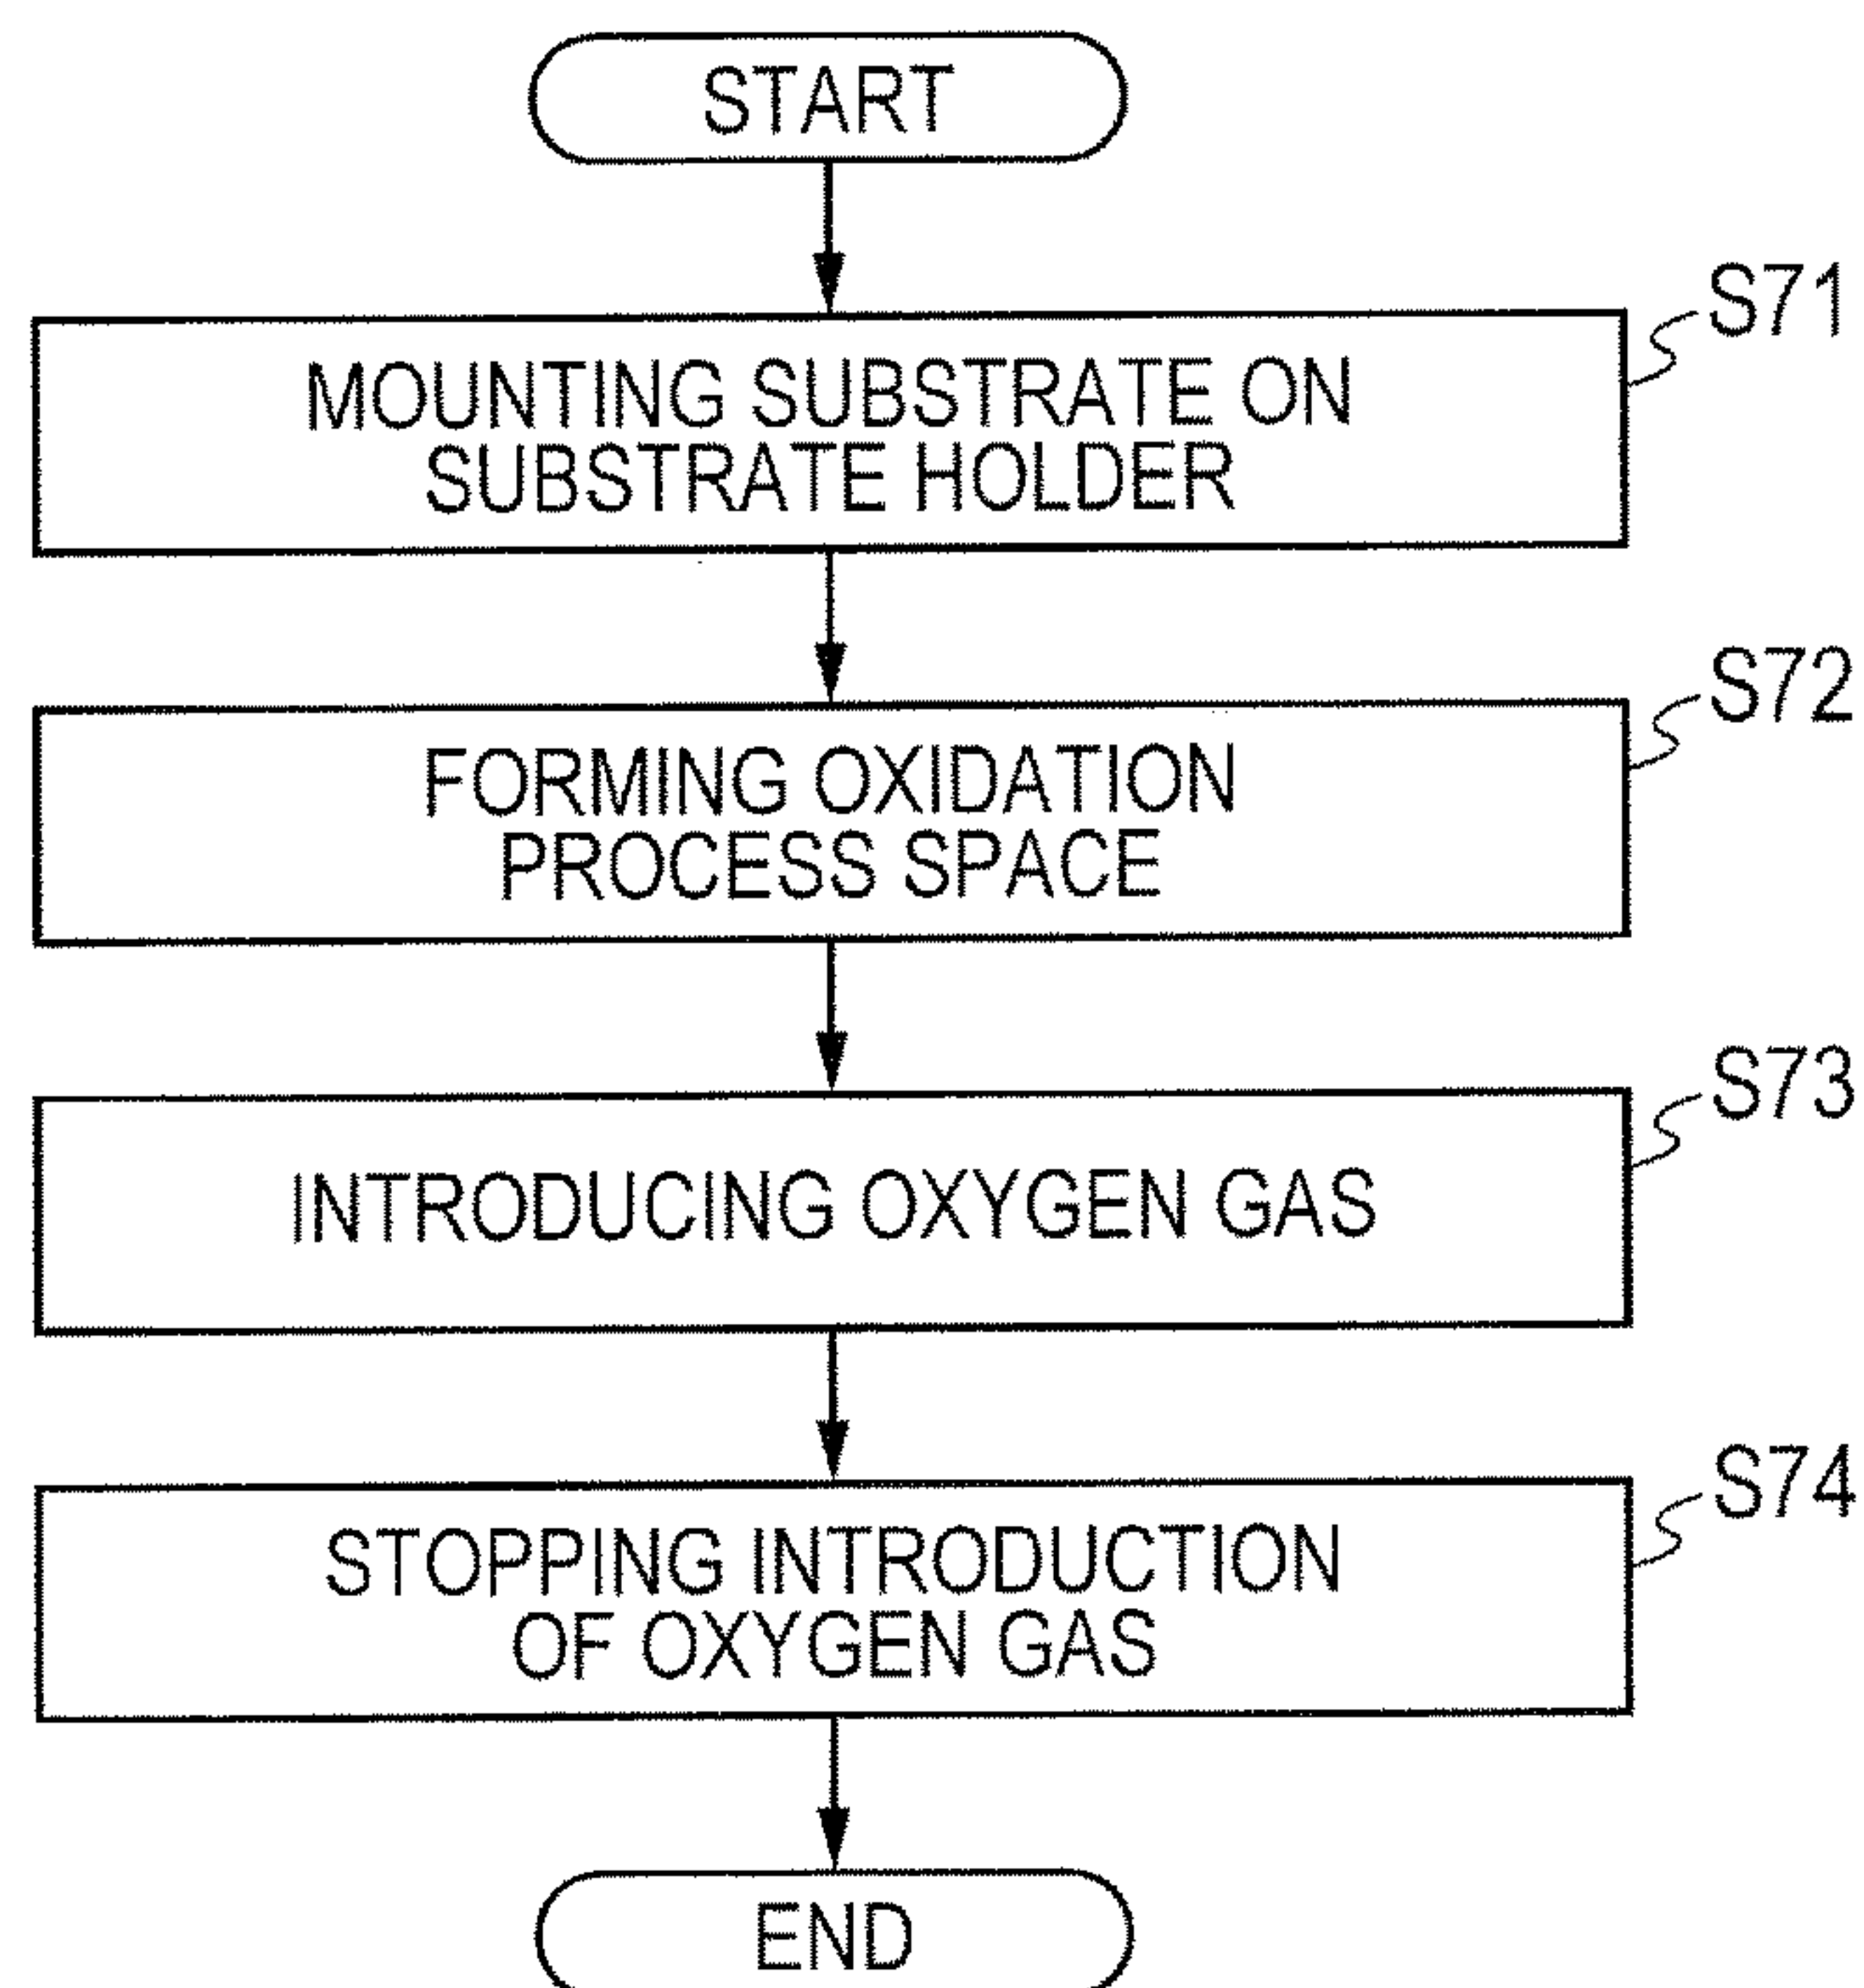 START
S71
MOUNTING SUBSTRATE ON
SUBSTRATE HOLDER
S72
FORMING OXIDATION
PROCESS SPACE
S73
INTRODUCING OXYGEN GAS
S74
STOPPING INTRODUCTION
OF OXYGEN GAS
END